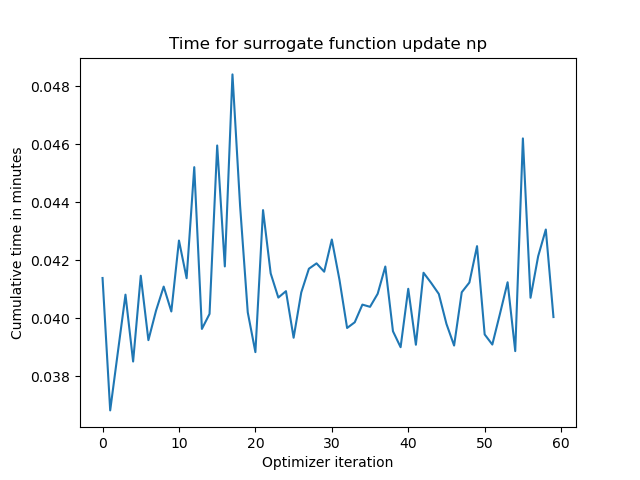 Time for surrogate function update np
Cumulative time in minutes
0.048
0.046
0.044
0.042
0.040
0.038
0 10 20 30 40 50 60
Optimizer iteration